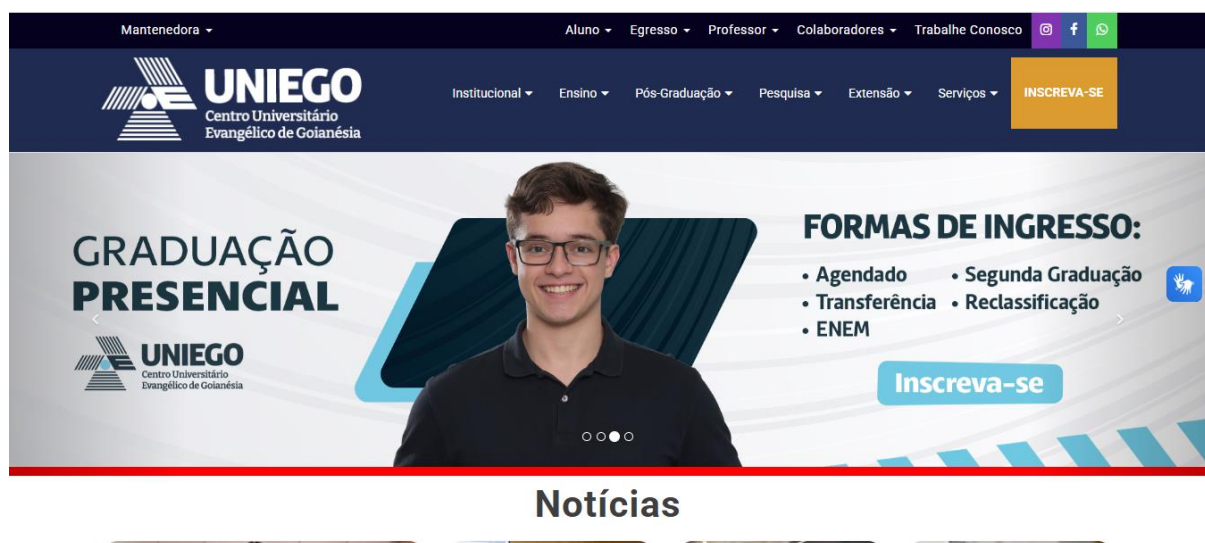 Mantenedora
Aluno
Egresso
Professor
Colaboradores
Trabalhe Conosco
UNIEGO
Centro Universitário
Evangélico de Goianésia
Institucional
Ensino
Pós-Graduação
Pesquisa
Extensão
Serviços
INSCREVA-SE
GRADUAÇÃO
PRESENCIAL
UNIEGO
Centro Universitário
Evangélico de Goianésia
FORMAS DE INGRESSO:
• Agendado
• Transferência
• ENEM
• Segunda Graduação
• Reclassificação
Inscreva-se
Notícias